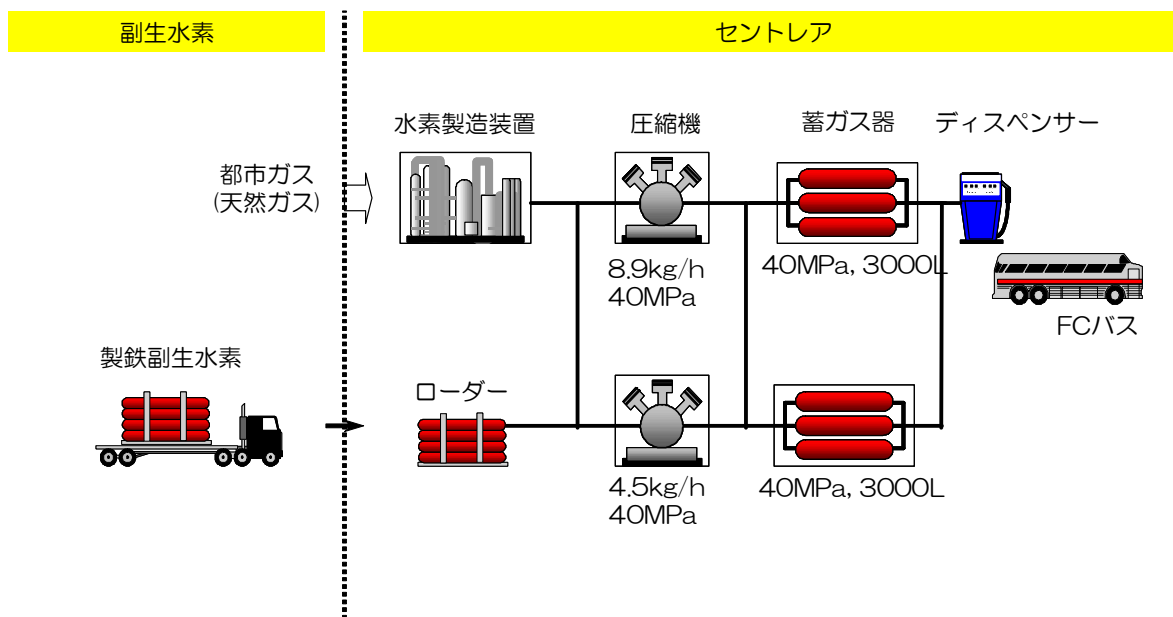 副生水素
セントレア
水素製造装置
圧縮機
蓄ガス器
ディスペンサー
都市ガス
(天然ガス)
8.9kg/h
40MPa
40MPa, 3000L
FCバス
製鉄副生水素
ローダー
4.5kg/h
40MPa
40MPa, 3000L